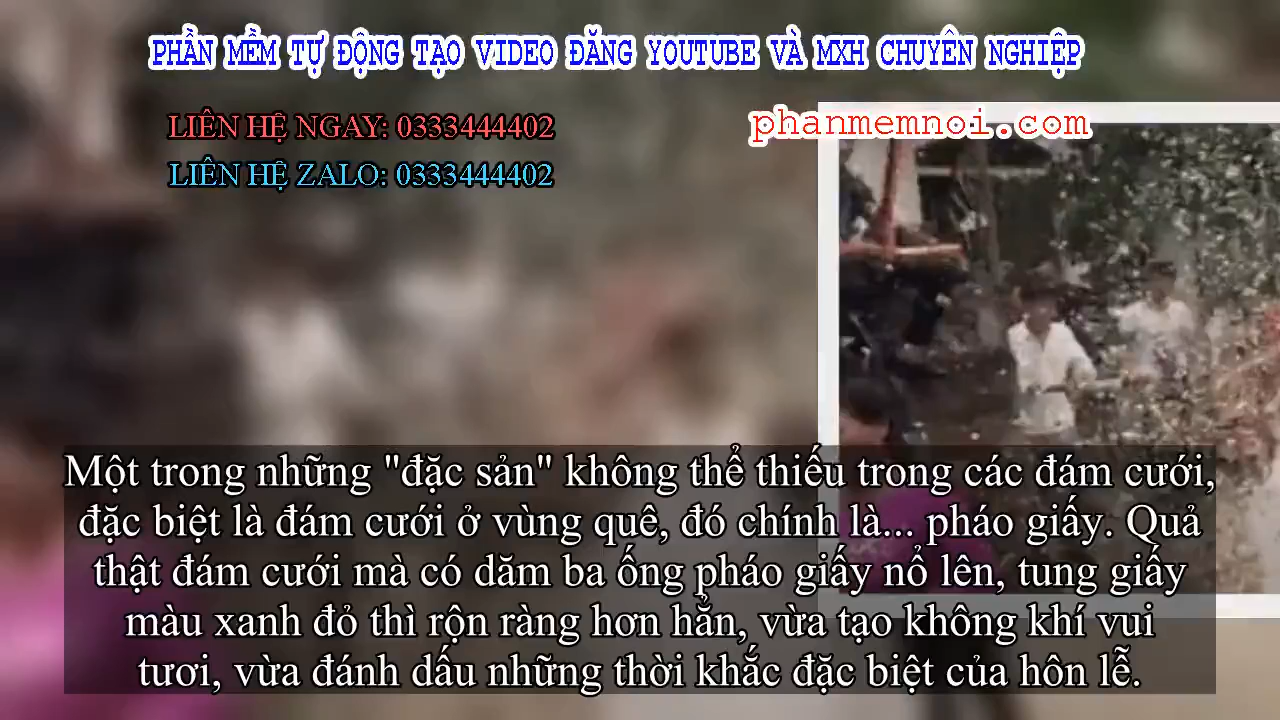 PHẦN MỀM TỰ ĐỘNG TẠO VIDEO ĐĂNG YOUTUBE VÀ MXH CHUYÊN NGHIỆP
LIÊN HỆ NGAY: 0333444402
phanmemnoi.com
LIÊN HỆ ZALO: 0333444402
Một trong những "đặc sản" không thể thiếu trong các đám cưới,
đặc biệt là đám cưới ở vùng quê, đó chính là... pháo giấy. Quả
thật đám cưới mà có dăm ba ống pháo giấy nổ lên, tung giấy
màu xanh đỏ thì rộn ràng hơn hẳn, vừa tạo không khí vui
tươi, vừa đánh dấu những thời khắc đặc biệt của hôn lễ.